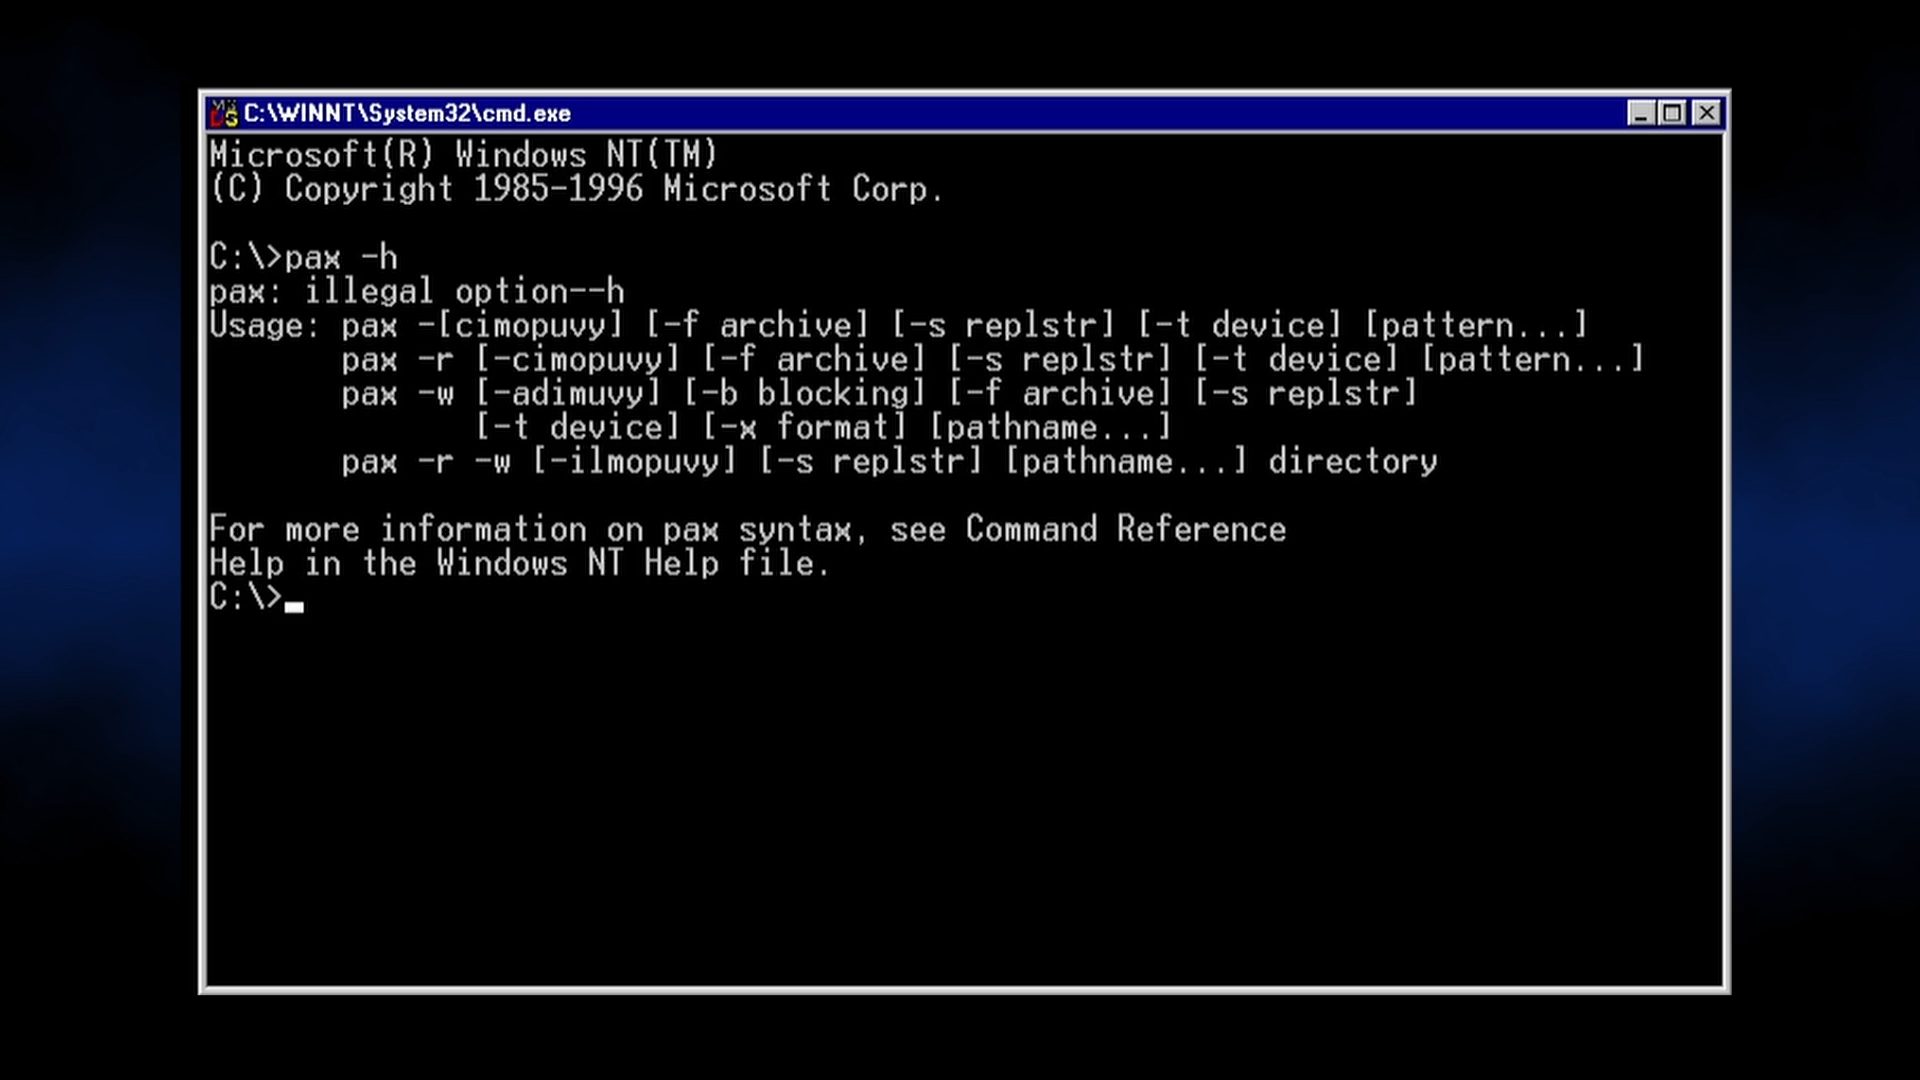 C:\WINNT\System32\cmd.exe
Microsoft(R) Windows NT(TM)
(C) Copyright 1985-1996 Microsoft Corp.
C:\>pax -h
pax: illegal option--h
Usage: pax -[cimopuvy] [-f archive] [-s replstr] [-t device] [pattern...]
pax -r [-cimopuvy] [-f archive] [-s replstr] [-t device] [pattern...]
pax -w [-adimuvy] [-b blocking] [-f archive] [-s replstr]
[-t device] [-x format] [pathname...]
pax -r -w [-ilmopuvy] [-s replstr] [pathname...] directory
For more information on pax syntax, see Command Reference
Help in the Windows NT Help file.
C:\>